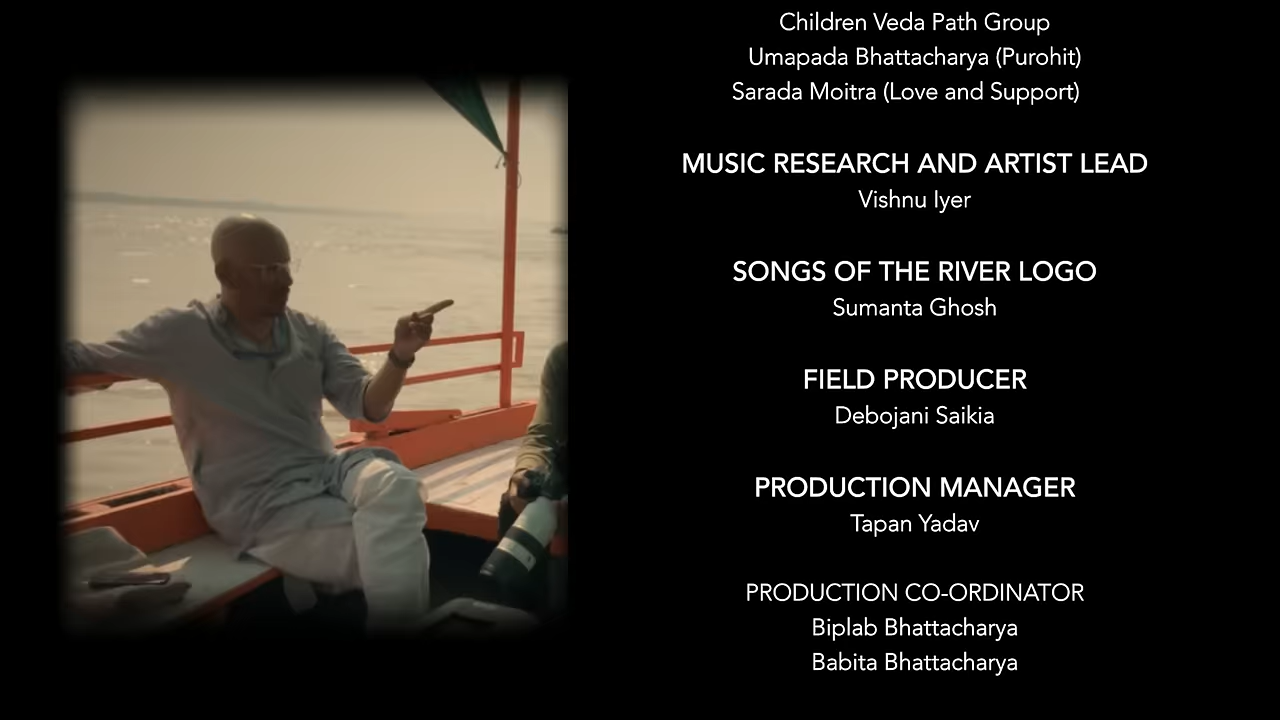 Children Veda Path Group
Umapada Bhattacharya (Purohit)
Sarada Moitra (Love and Support)
MUSIC RESEARCH AND ARTIST LEAD
Vishnu Iyer
SONGS OF THE RIVER LOGO
Sumanta Ghosh
FIELD PRODUCER
Debojani Saikia
PRODUCTION MANAGER
Tapan Yadav
PRODUCTION CO-ORDINATOR
Biplab Bhattacharya
Babita Bhattacharya